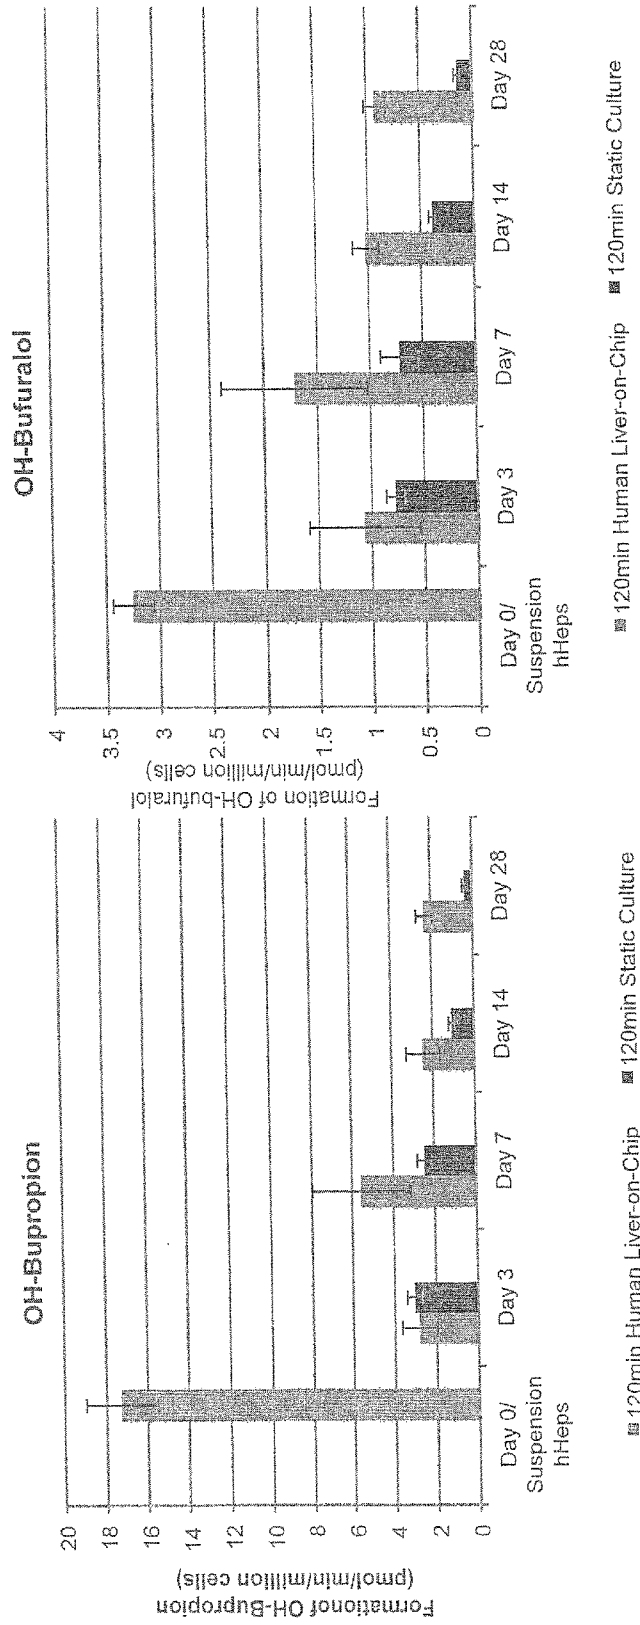 OH-Bupropion
Formationof OH-Bupropion
(pmol/min/million cells)
20
18
16
14
12
10
8
6
4
2
0
Day 0/
Suspension
hHeps
Day 3
Day 7
Day 14
Day 28
120min Human Liver-on-Chip
120min Static Culture
OH-Bufuralol
Formation of OH-bufuralol
(pmol/min/million cells)
4
3.5
3
2.5
2
1.5
1
0.5
0
Day 0/
Suspension
hHeps
Day 3
Day 7
Day 14
Day 28
120min Human Liver-on-Chip
120min Static Culture